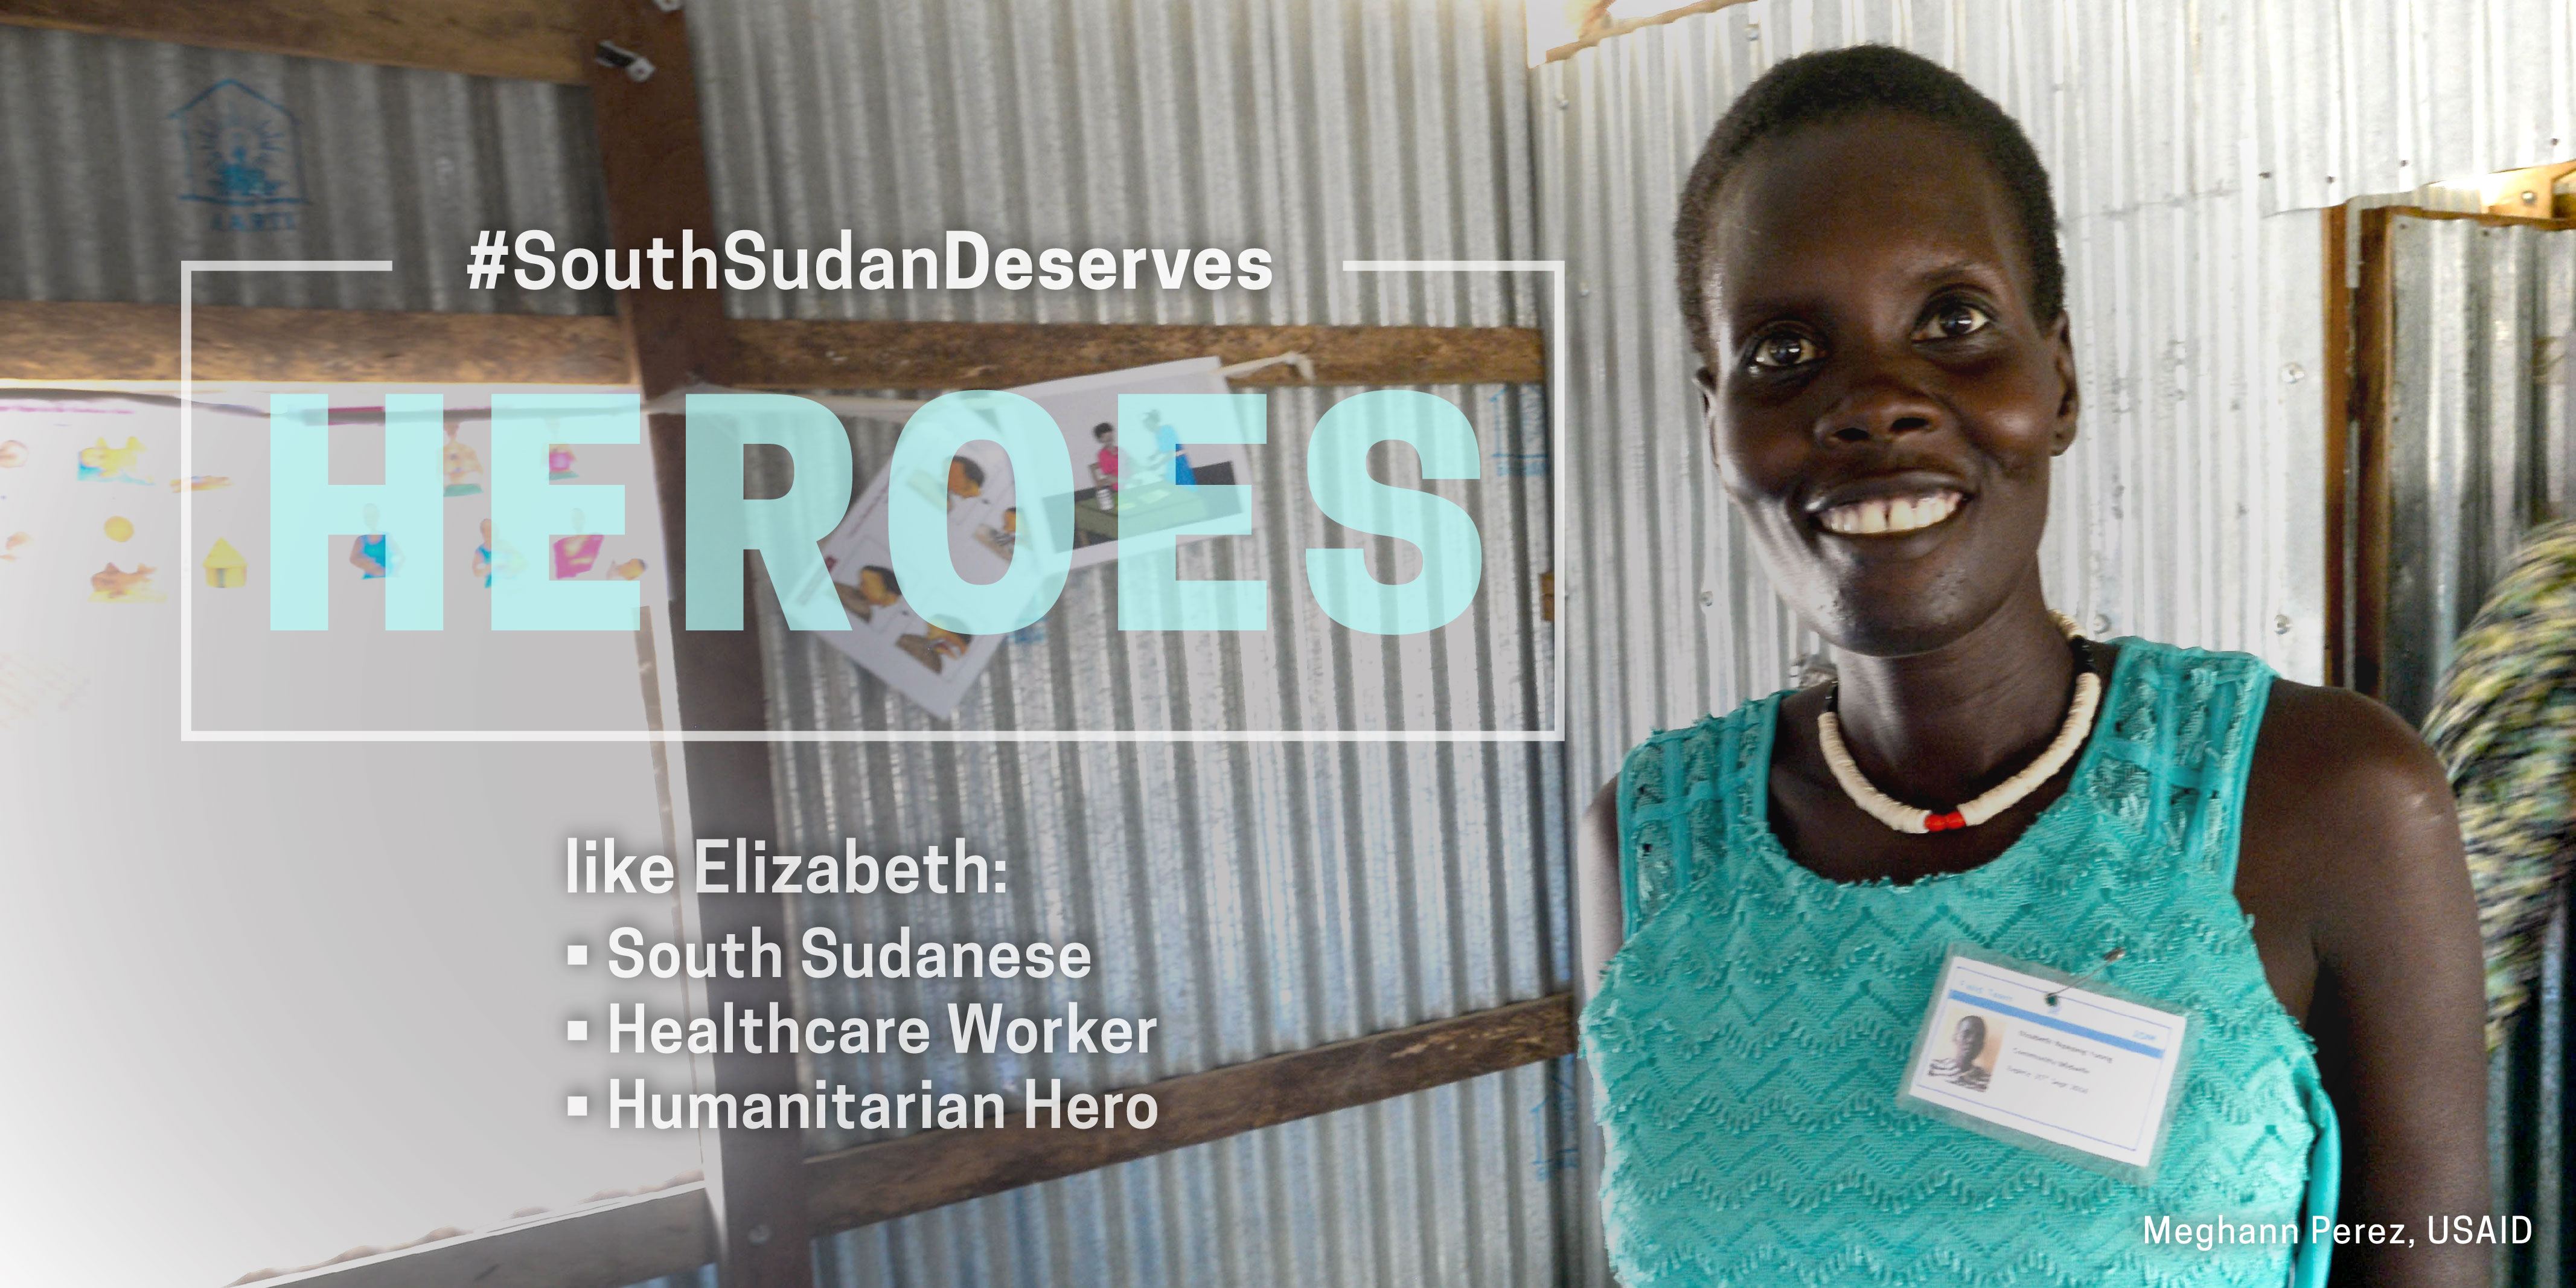 #SouthSudanDeserves
HEROES
like Elizabeth:
▪ South Sudanese
▪ Healthcare Worker
▪ Humanitarian Hero
Meghann Perez, USAID